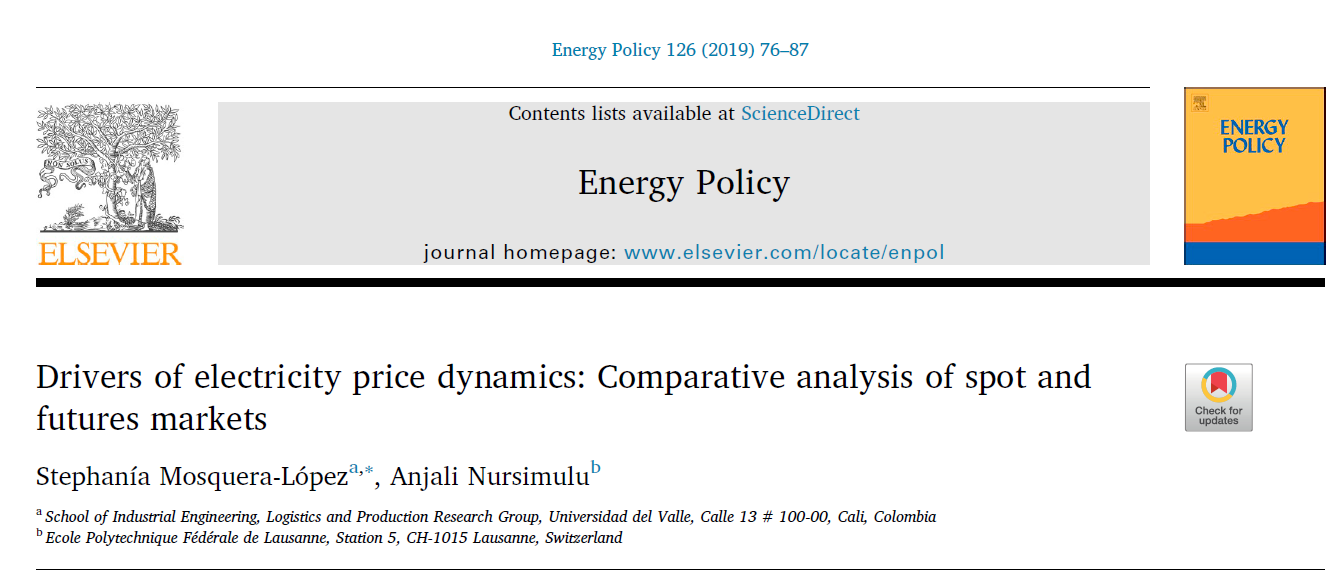 Energy Policy 126 (2019) 76–87
Contents lists available at ScienceDirect
Energy Policy
journal homepage: www.elsevier.com/locate/enpol
NON SOLUS
ELSEVIER
ENERGY
POLICY
Drivers of electricity price dynamics: Comparative analysis of spot and
futures markets
Check for
updates
Stephanía Mosquera-López a,*, Anjali Nursimulu b
a School of Industrial Engineering, Logistics and Production Research Group, Universidad del Valle, Calle 13 # 100-00, Cali, Colombia
b Ecole Polytechnique Fédérale de Lausanne, Station 5, CH-1015 Lausanne, Switzerland